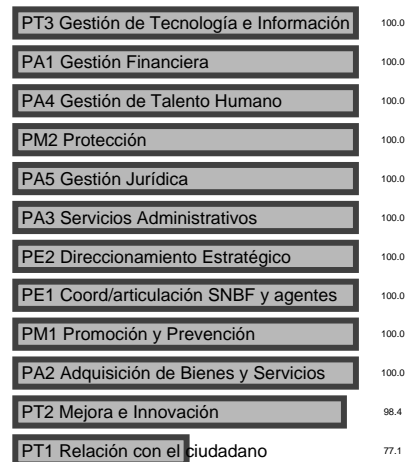 PT3 Gestión de Tecnología e Información 100.0
PA1 Gestión Financiera 100.0
PA4 Gestión de Talento Humano 100.0
PM2 Protección 100.0
PA5 Gestión Jurídica 100.0
PA3 Servicios Administrativos 100.0
PE2 Direccionamiento Estratégico 100.0
PE1 Coord/articulación SNBF y agentes 100.0
PM1 Promoción y Prevención 100.0
PA2 Adquisición de Bienes y Servicios 100.0
PT2 Mejora e Innovación 98.4
PT1 Relación con el ciudadano 77.1